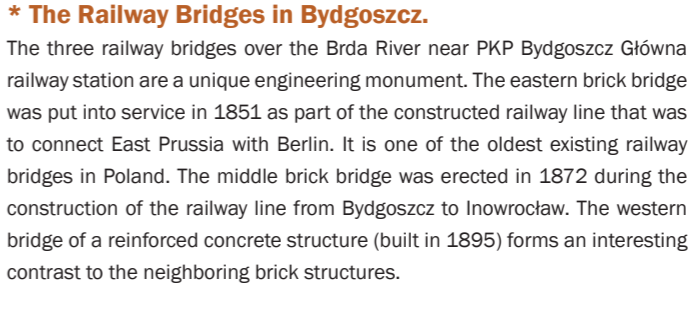 * The Railway Bridges in Bydgoszcz.
The three railway bridges over the Brda River near PKP Bydgoszcz Główna
railway station are a unique engineering monument. The eastern brick bridge
was put into service in 1851 as part of the constructed railway line that was
to connect East Prussia with Berlin. It is one of the oldest existing railway
bridges in Poland. The middle brick bridge was erected in 1872 during the
construction of the railway line from Bydgoszcz to Inowrocław. The western
bridge of a reinforced concrete structure (built in 1895) forms an interesting
contrast to the neighboring brick structures.